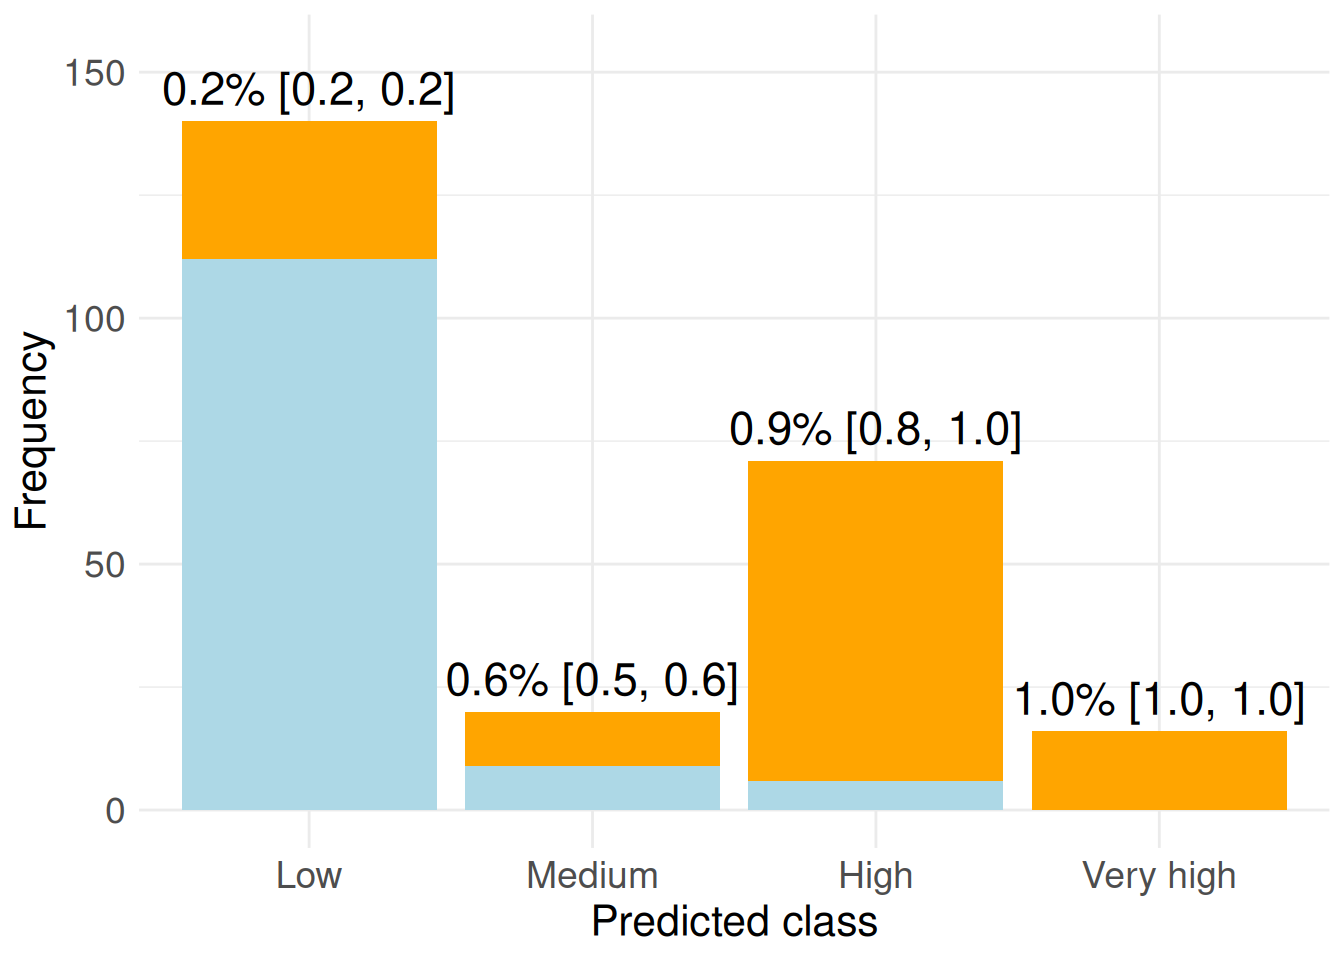 Frequency
150
100
50
0
0.2% [0.2, 0.2]
0.6% [0.5, 0.6]
0.9% [0.8, 1.0]
1.0% [1.0, 1.0]
Low
Medium
High
Very high
Predicted class